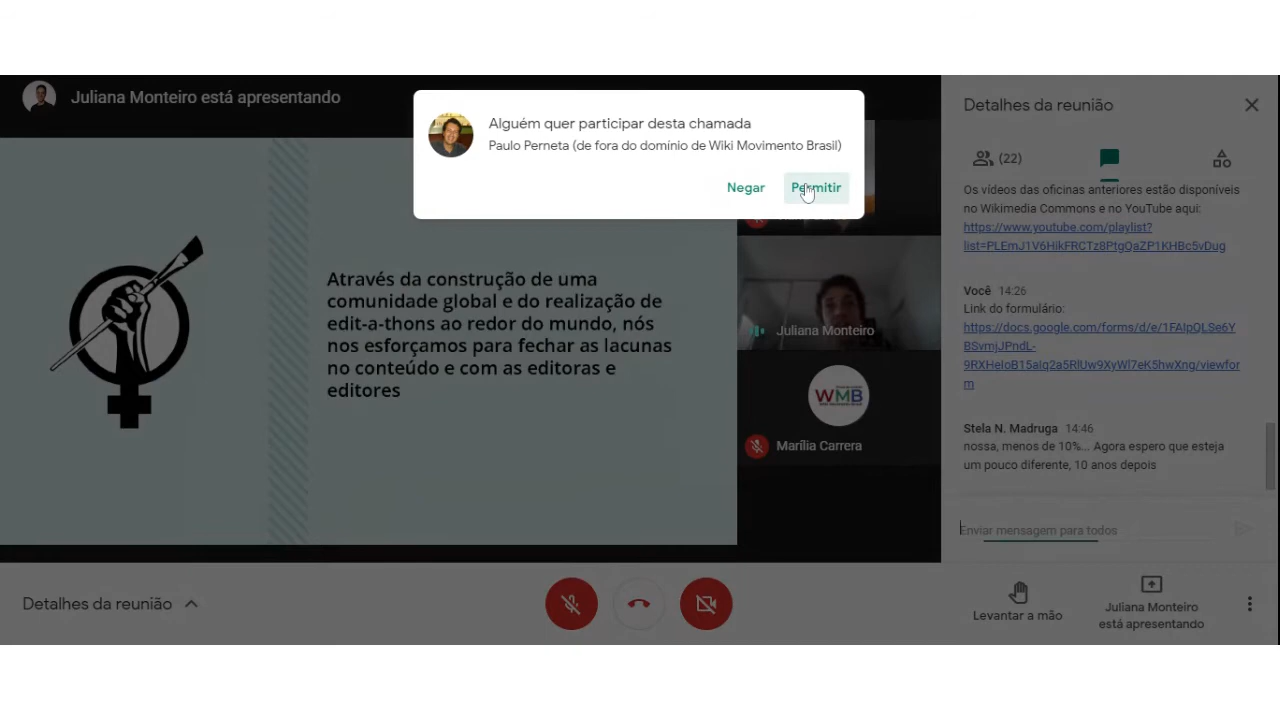 Juliana Monteiro está apresentando
Alguém quer participar desta chamada
Paulo Perneta (de fora do domínio de Wiki Movimento Brasil)
Negar
Permitir
Através da construção de uma
comunidade global e do realização de
edit-a-thons ao redor do mundo, nós
nos esforçamos para fechar as lacunas
no conteúdo e com as editoras e
editores
Juliana Monteiro
WMB
Marília Carrera
Detalhes da reunião
(22)
Os vídeos das oficinas anteriores estão disponíveis
no Wikimedia Commons e no YouTube aqui:
https://www.youtube.com/playlist?
list=PLEmJ1V6HikFRCTz8PtqOaZP1KHBc5vDug
Você 14:26
Link do formulário:
https://docs.google.com/forms/d/e/1FAIpQLSe6Y
BSvmjJPndL-
9RXHeIoB15aIq2a5RlUw9XyWl7eK5hwXng/viewfor
m
Stela N. Madruga 14:46
nossa, menos de 10%... Agora espero que esteja
um pouco diferente, 10 anos depois
Enviar mensagem para todos
Detalhes da reunião
Levantar a mão
Juliana Monteiro
está apresentando